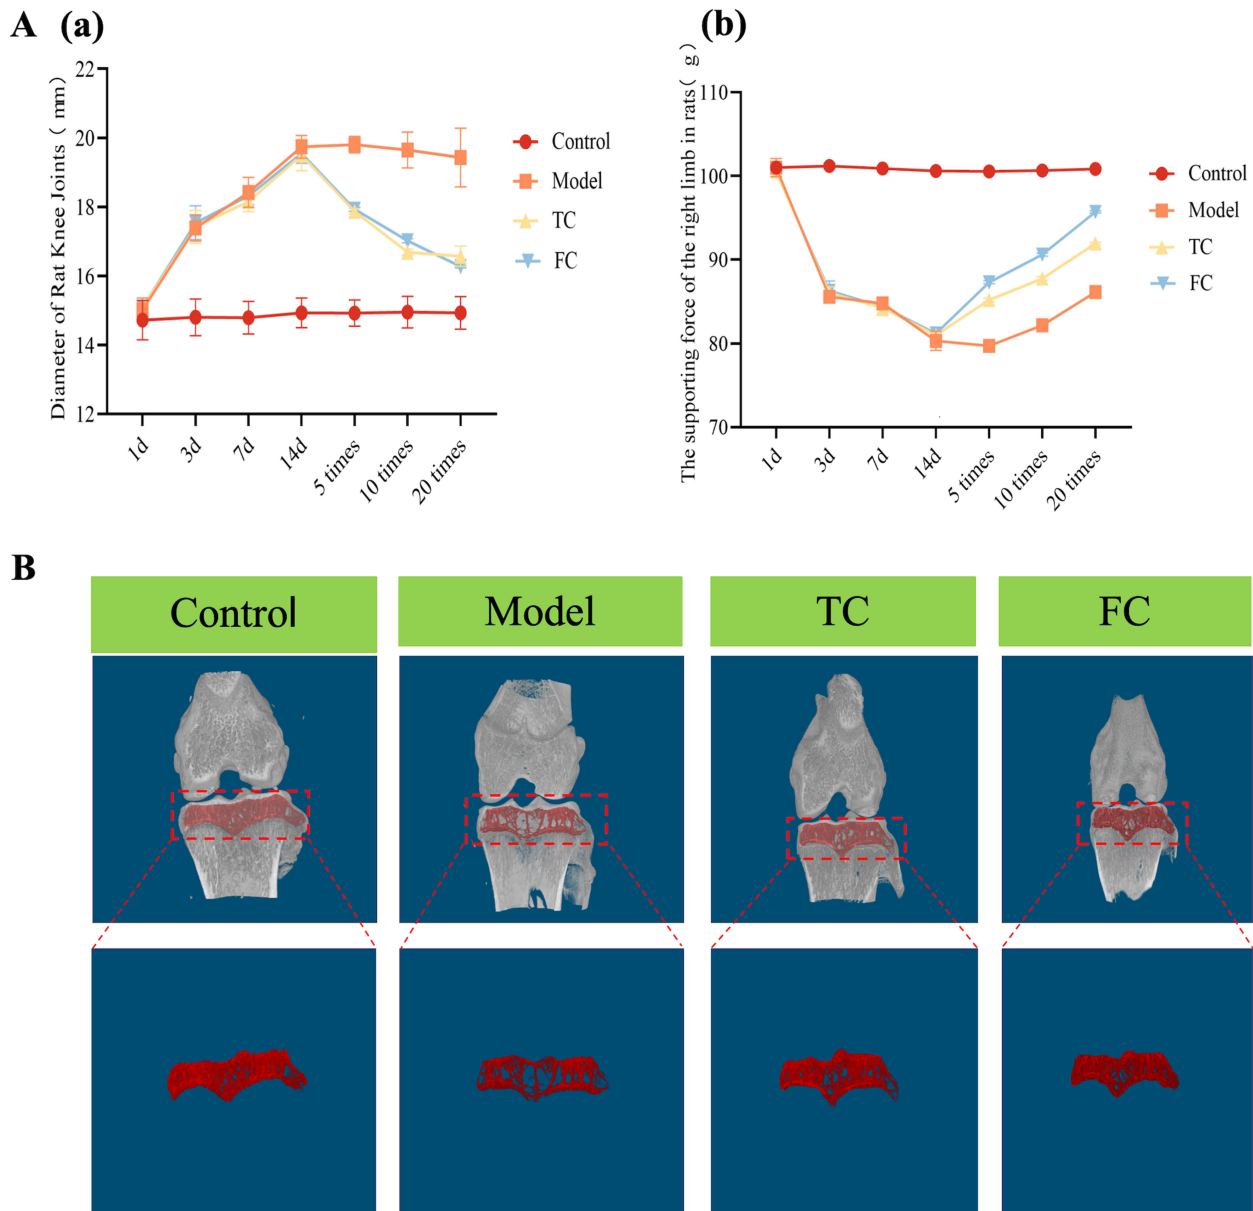 A (a)
Diameter of Rat Knee Joints ( mm)
22
20
18
16
14
12
1d
3d
7d
14d
5 times
10 times
20 times
Control
Model
TC
FC
(b)
The supporting force of the right limb in rats( g)
110
100
90
80
70
1d
3d
7d
14d
5 times
10 times
20 times
Control
Model
TC
FC
B
Control
Model
TC
FC